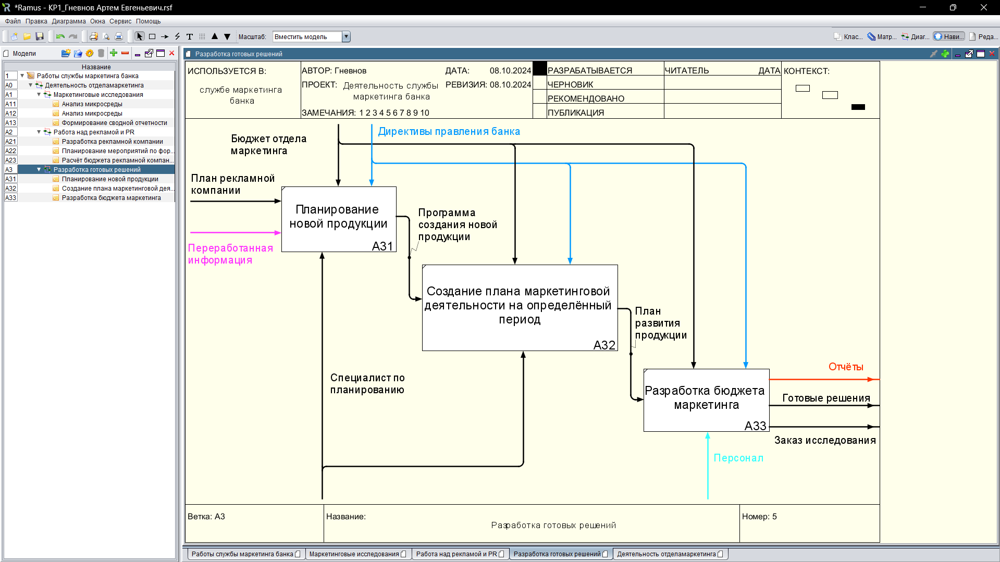 *Ramus - КР1_Гневнов Артем Евгеньевич.rsf
Файл Правка Диаграмма Окна Сервис Помощь
Масштаб: Вместить модель
Клас... Матр... Диаг... Нави... Реда...
Модели
Название
1 Работы службы маркетинга банка
A0 Деятельность отделамаркетинга
A1 Маркетинговые исследования
A11 Анализ микросреды
A12 Анализ микросреды
A13 Формирование сводной отчетности
A2 Работа над рекламой и PR
A21 Разработка рекламной компании
A22 Планирование мероприятий по фор...
A23 Расчёт бюджета рекламной компан...
A3 Разработка готовых решений
A31 Планирование новой продукции
A32 Создание плана маркетинговой дея...
A33 Разработка бюджета маркетинга
Разработка готовых решений
ИСПОЛЬЗУЕТСЯ В:
службе маркетинга
банка
АВТОР: Гневнов
ДАТА: 08.10.2024
ПРОЕКТ: Деятельность службы
маркетинга банка
РЕВИЗИЯ: 08.10.2024
ЗАМЕЧАНИЯ: 1 2 3 4 5 6 7 8 9 10
РАЗРАБАТЫВАЕТСЯ
ЧЕРНОВИК
РЕКОМЕНДОВАНО
ПУБЛИКАЦИЯ
ЧИТАТЕЛЬ ДАТА
КОНТЕКСТ:
Директивы правления банка
Бюджет отдела
маркетинга
План рекламной
компании
Переработанная
информация
Планирование
новой продукции
A31
Программа
создания новой
продукции
Создание плана маркетинговой
деятельности на определённый
период
A32
План
развития
продукции
Специалист по
планированию
Разработка бюджета
маркетинга
A33
Отчёты
Готовые решения
Заказ исследования
Персонал
Ветка: A3
Название:
Разработка готовых решений
Номер: 5
Работы службы маркетинга банка
Маркетинговые исследования
Работа над рекламой и PR
Разработка готовых решений
Деятельность отделамаркетинга